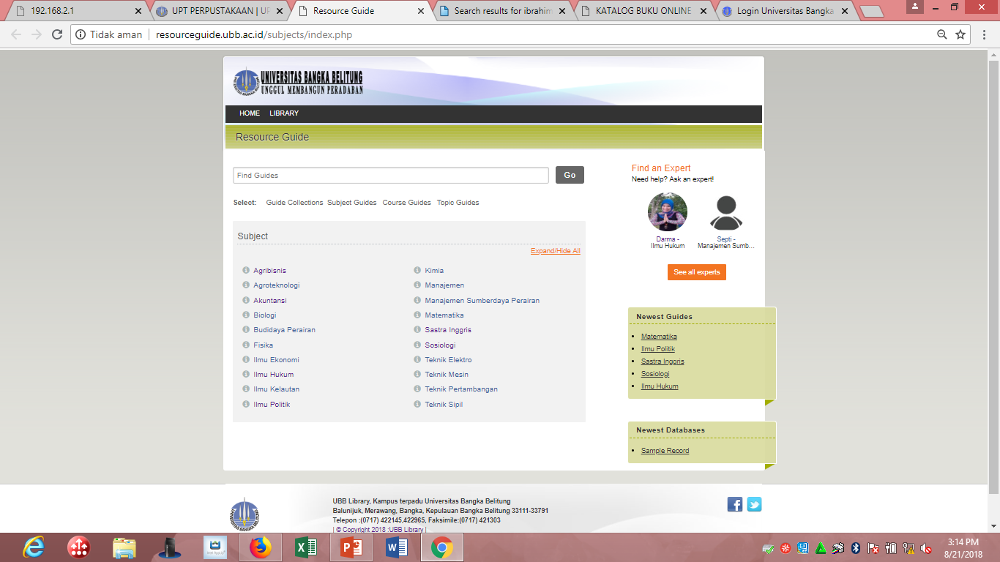 192.168.2.1
UPT PERPUSTAKAAN | UP
Resource Guide
Search results for ibrahim
KATALOG BUKU ONLINE
Login Universitas Bangka
Tidak aman
resourceguide.ubb.ac.id/subjects/index.php
UNIVERSITAS BANGKA BELITUNG
UNGGUL MEMBANGUN PERADABAN
HOME LIBRARY
Resource Guide
Find Guides
Go
Select: Guide Collections Subject Guides Course Guides Topic Guides
Subject
Expand/Hide All
Agribisnis
Agroteknologi
Akuntansi
Biologi
Budidaya Perairan
Fisika
Ilmu Ekonomi
Ilmu Hukum
Ilmu Kelautan
Ilmu Politik
Kimia
Manajemen
Manajemen Sumberdaya Perairan
Matematika
Sastra Inggris
Sosiologi
Teknik Elektro
Teknik Mesin
Teknik Pertambangan
Teknik Sipil
Find an Expert
Need help? Ask an expert!
Darma -
Ilmu Hukum
Septi -
Manajemen Sumb...
See all experts
Newest Guides
Matematika
Ilmu Politik
Sastra Inggris
Sosiologi
Ilmu Hukum
Newest Databases
Sample Record
UBB Library, Kampus terpadu Universitas Bangka Belitung
Balunijuk, Merawang, Bangka, Kepulauan Bangka Belitung 33111-33791
Telepon :(0717) 422145,422965, Faksimile:(0717) 421303
| © Copyright 2018 :UBB Library |
3:14 PM
8/21/2018